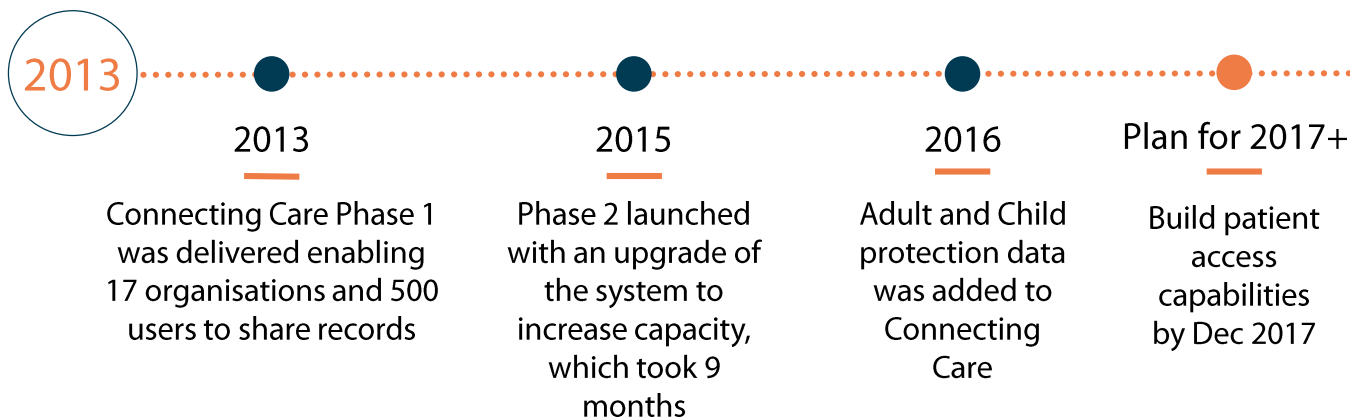 2013
2013
Connecting Care Phase 1
was delivered enabling
17 organisations and 500
users to share records
2015
Phase 2 launched
with an upgrade of
the system to
increase capacity,
which took 9
months
2016
Adult and Child
protection data
was added to
Connecting
Care
Plan for 2017+
Build patient
access
capabilities
by Dec 2017